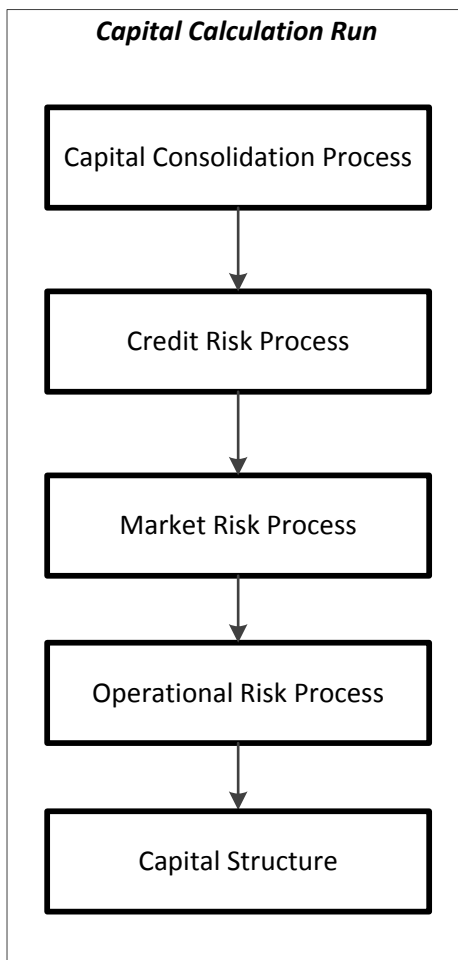 Capital Calculation Run
Capital Consolidation Process
Credit Risk Process
Market Risk Process
Operational Risk Process
Capital Structure